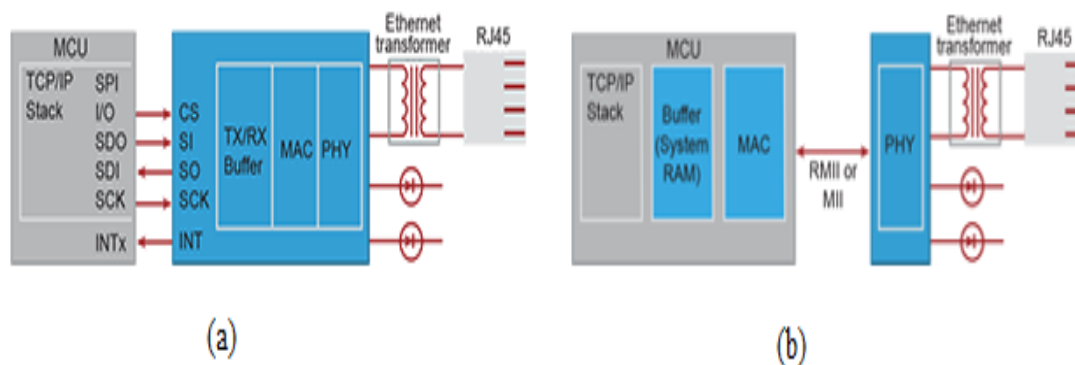 MCU
TCP/IP
Stack
SPI
I/O
SDO
SDI
SCK
INTx
CS
SI
SO
SCK
INT
TX/RX
Buffer
MAC
PHY
Ethernet
transformer
RJ45
(a)
MCU
TCP/IP
Stack
Buffer
(System
RAM)
MAC
RMII or
MII
PHY
Ethernet
transformer
RJ45
(b)